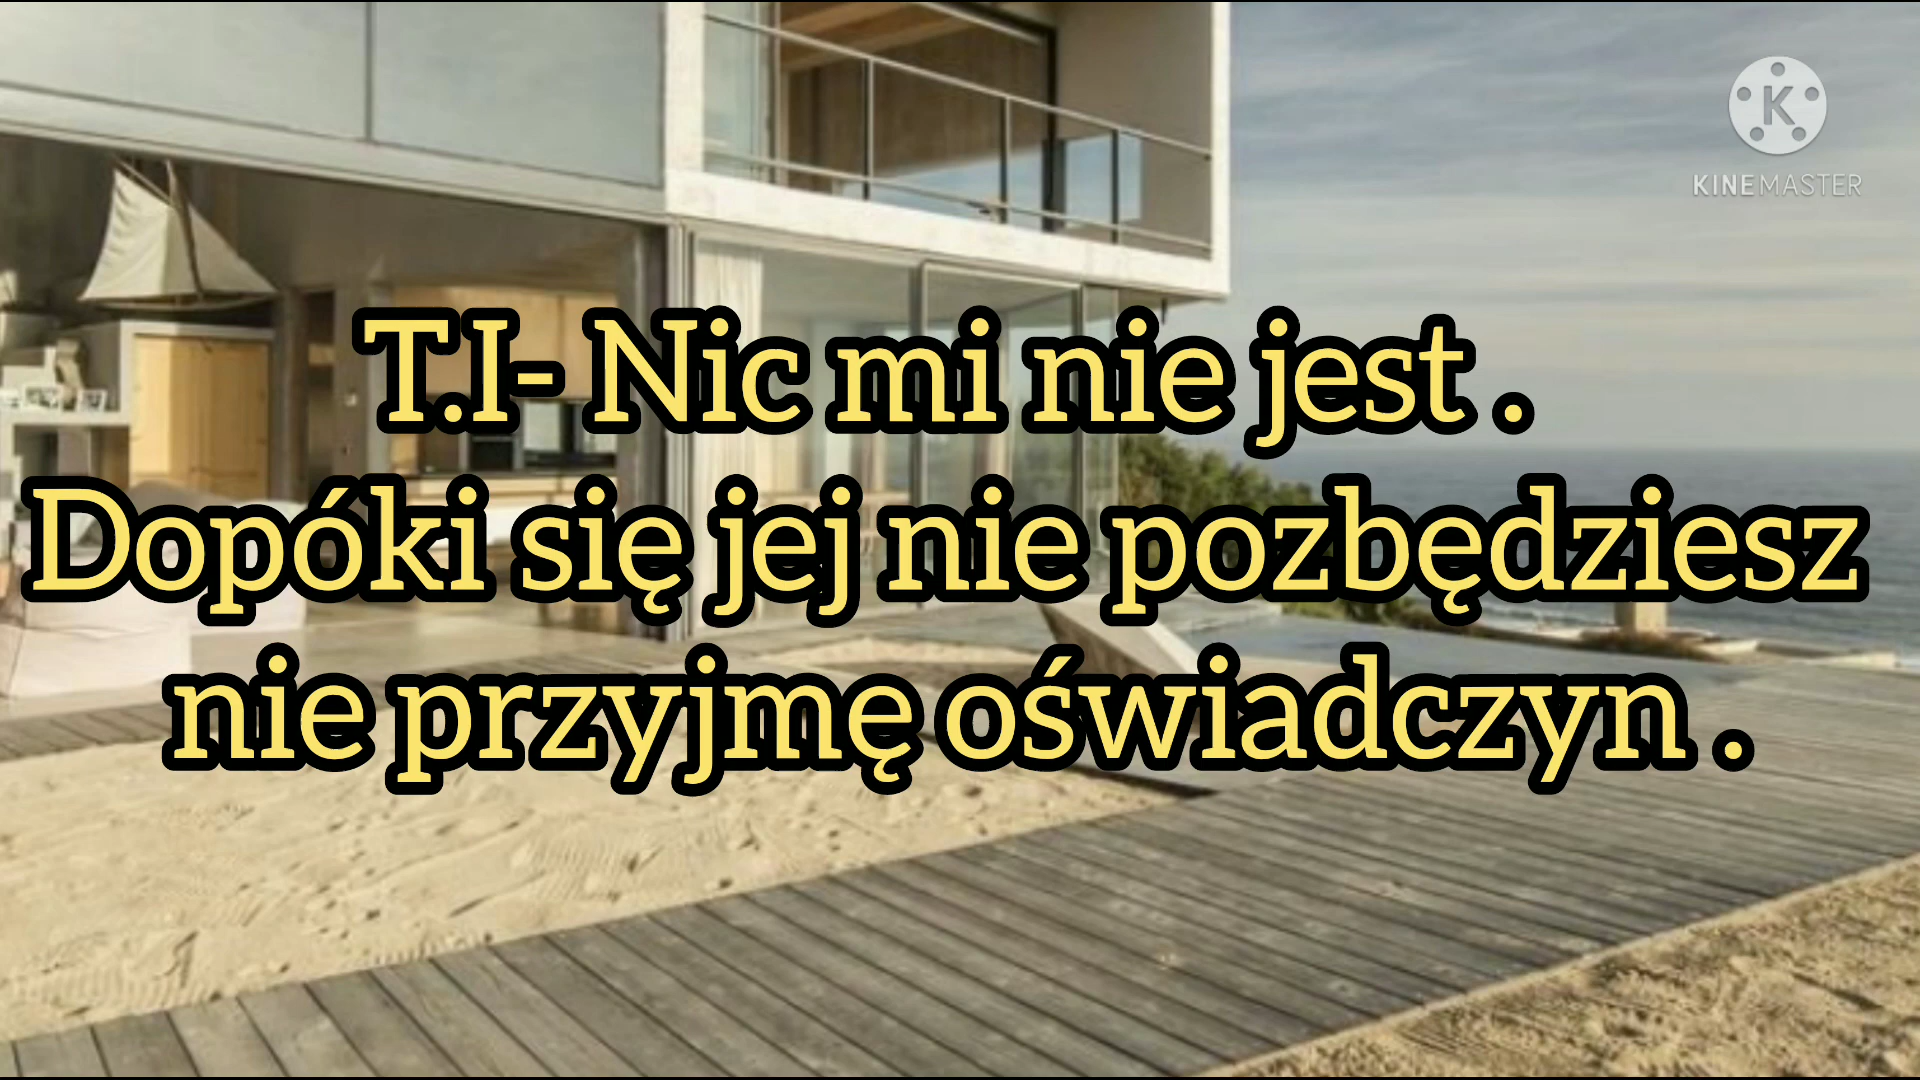 K
KINEMASTER
T.I- Nic mi nie jest .
Dopóki się jej nie pozbędziesz
nie przyjmę oświadczyn .